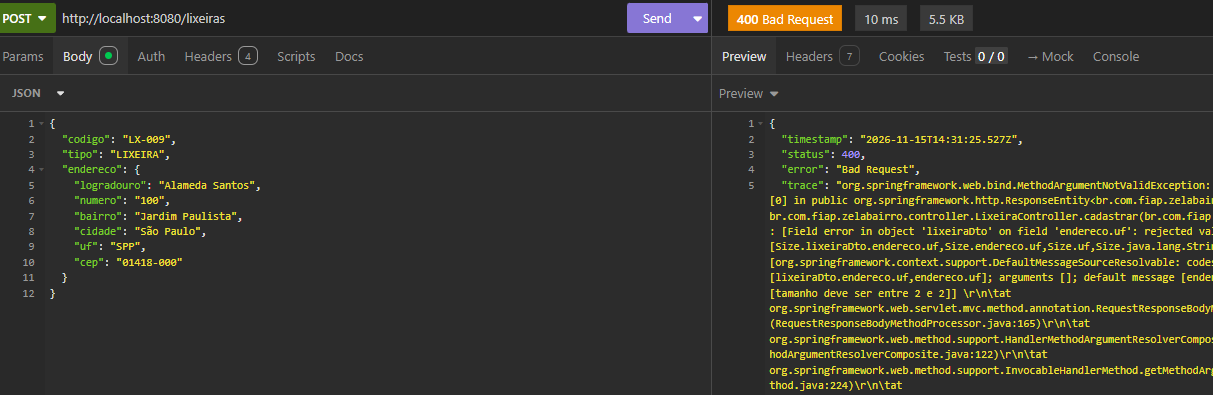 POST http://localhost:8080/lixeiras Send 400 Bad Request 10 ms 5.5 KB
Params Body Auth Headers 4 Scripts Docs
Preview Headers 7 Cookies Tests 0 / 0 → Mock Console
JSON
Preview
1 {
2 "codigo": "LX-009",
3 "tipo": "LIXEIRA",
4 "endereco": {
5 "logradouro": "Alameda Santos",
6 "numero": "100",
7 "bairro": "Jardim Paulista",
8 "cidade": "São Paulo",
9 "uf": "SPP",
10 "cep": "01418-000"
11 }
12 }
1 {
2 "timestamp": "2026-11-15T14:31:25.527Z",
3 "status": 400,
4 "error": "Bad Request",
5 "trace": "org.springframework.web.bind.MethodArgumentNotValidException:
[0] in public org.springframework.http.ResponseEntity<br.com.fiap.zelabair
br.com.fiap.zelabairro.controller.LixeiraController.cadastrar(br.com.fiap
: [Field error in object 'lixeiraDto' on field 'endereco.uf': rejected val
[Size.lixeiraDto.endereco.uf,Size.endereco.uf,Size.uf,Size.java.lang.Strin
[org.springframework.context.support.DefaultMessageSourceResolvable: codes
[lixeiraDto.endereco.uf,endereco.uf]; arguments []; default message [ende
[tamanho deve ser entre 2 e 2]] \r\n\tat
org.springframework.web.servlet.mvc.method.annotation.RequestResponseBodyM
(RequestResponseBodyMethodProcessor.java:165)\r\n\tat
org.springframework.web.method.support.HandlerMethodArgumentResolverCompos
hodArgumentResolverComposite.java:122)\r\n\tat
org.springframework.web.method.support.InvocableHandlerMethod.getMethodArg
thod.java:224)\r\n\tat